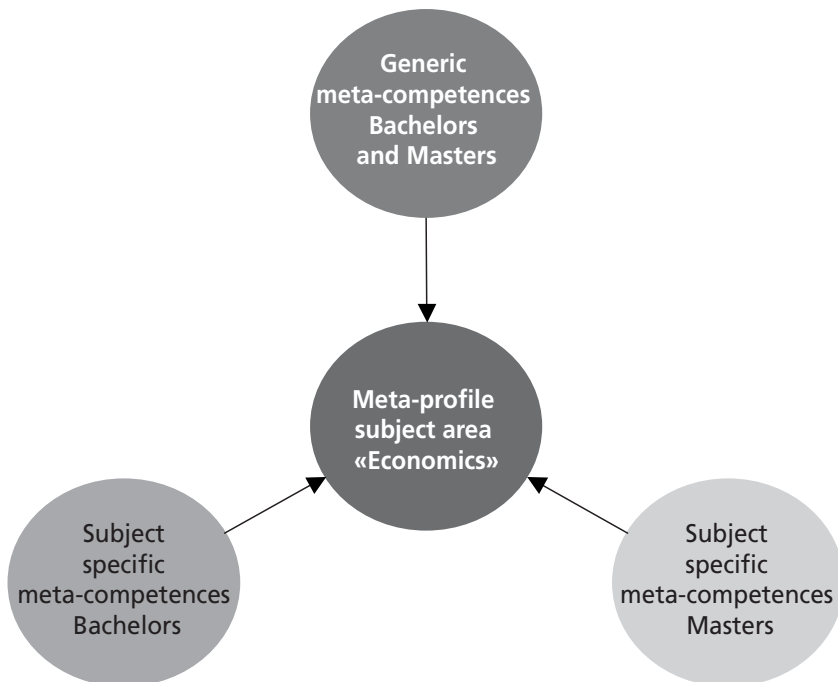 Generic
meta-competences
Bachelors
and Masters
Meta-profile
subject area
«Economics»
Subject
specific
meta-competences
Bachelors
Subject
specific
meta-competences
Masters